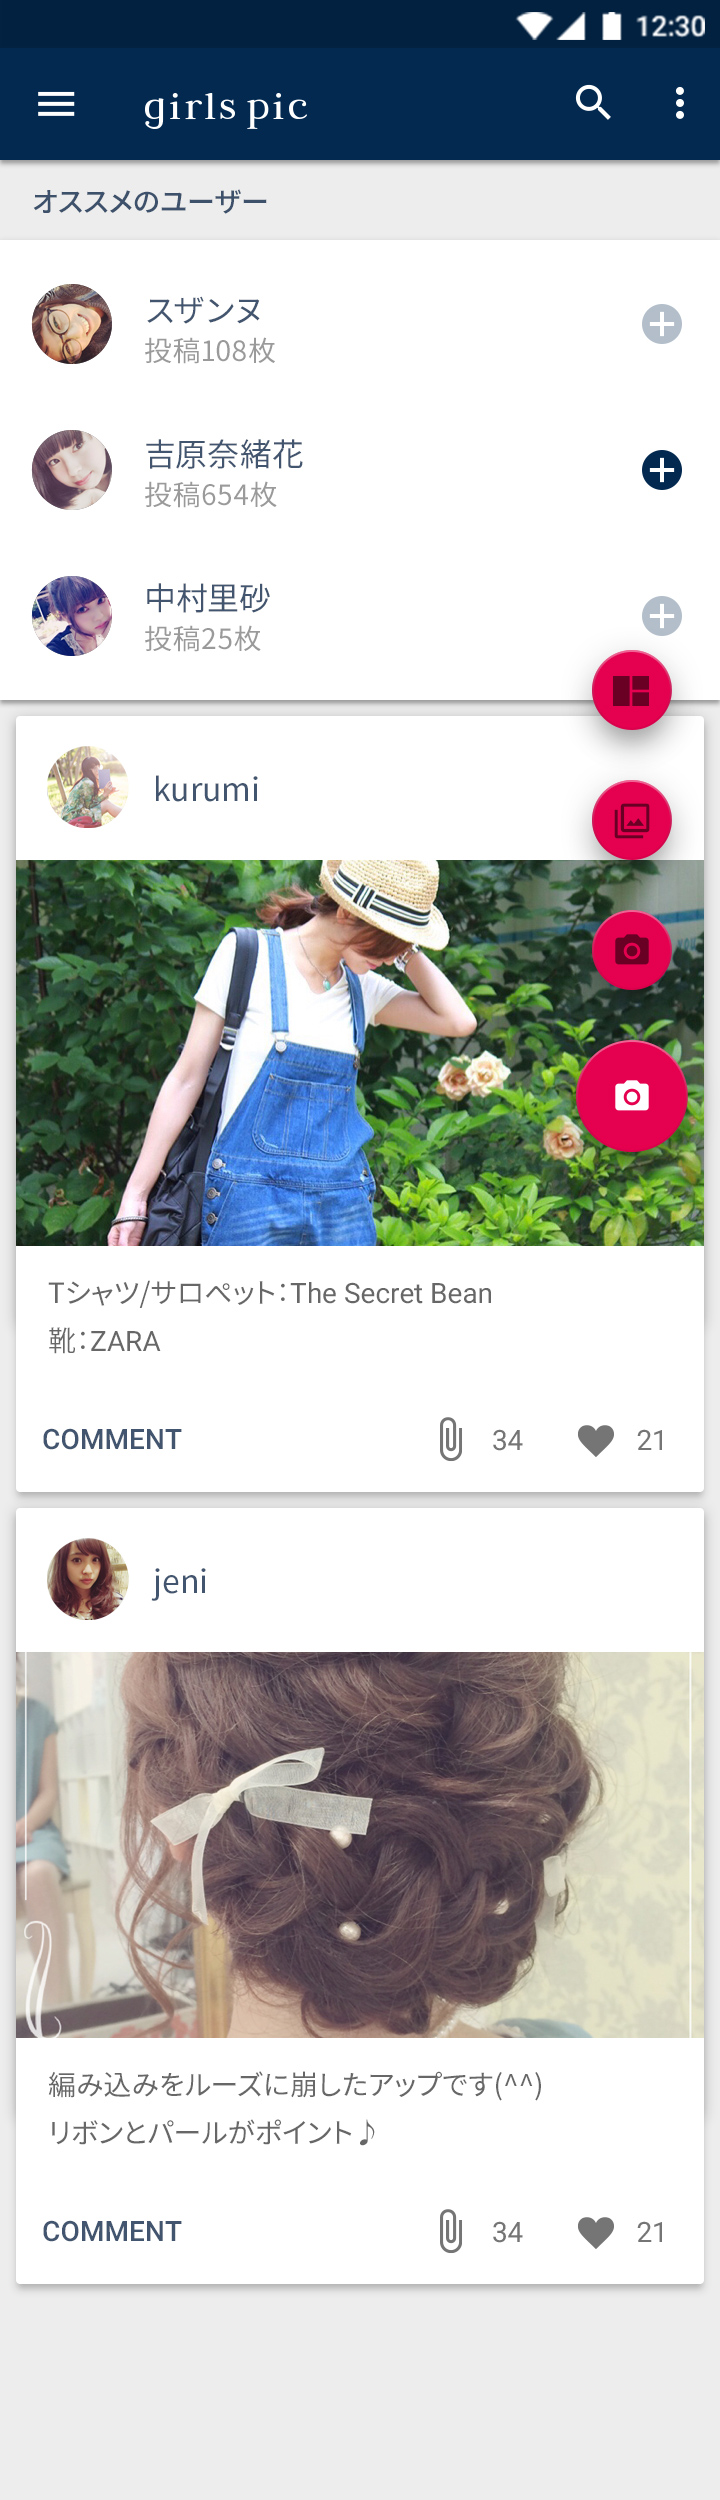 12:30
girls pic
オススメのユーザー
スザンヌ
投稿108枚
吉原奈緒花
投稿654枚
中村里砂
投稿25枚
kurumi
Tシャツ/サロペット：The Secret Bean
靴：ZARA
COMMENT 34 21
jeni
編み込みをルーズに崩したアップです(^^)
リボンとパールがポイント♪
COMMENT 34 21